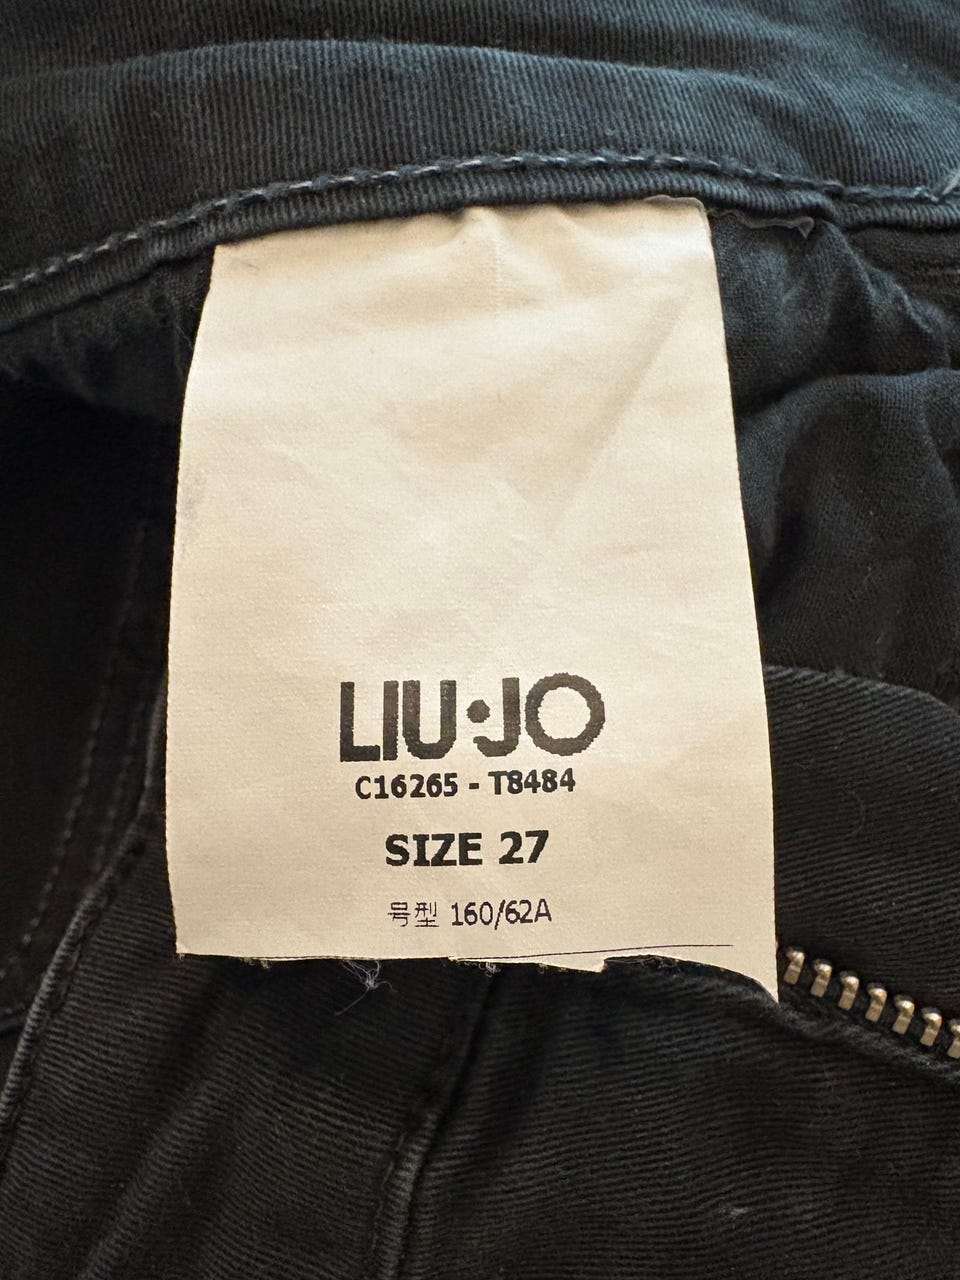 LIU·JO
C16265 - T8484
SIZE 27
号型 160/62A